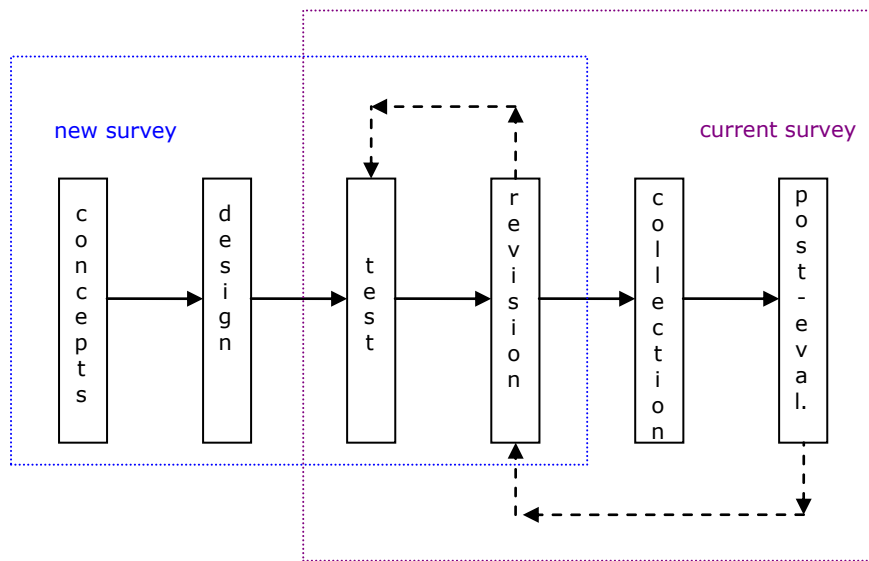 new survey
current survey
concepts
design
test
revision
collection
post-eval.